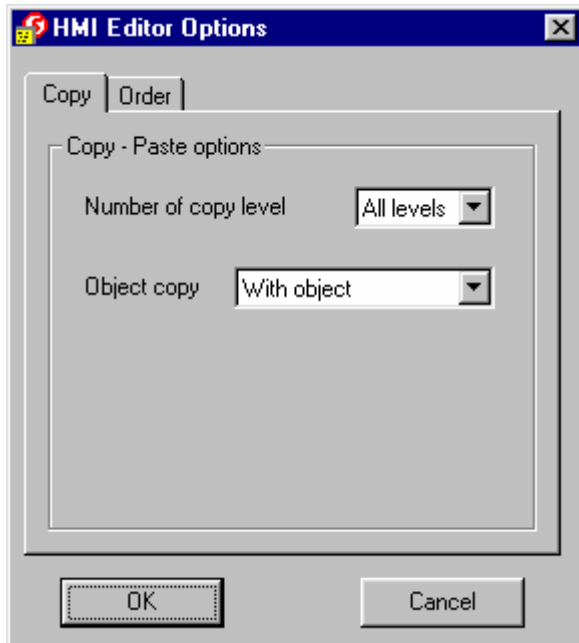 HMI Editor Options
Copy Order
Copy - Paste options
Number of copy level All levels
Object copy With object
OK Cancel